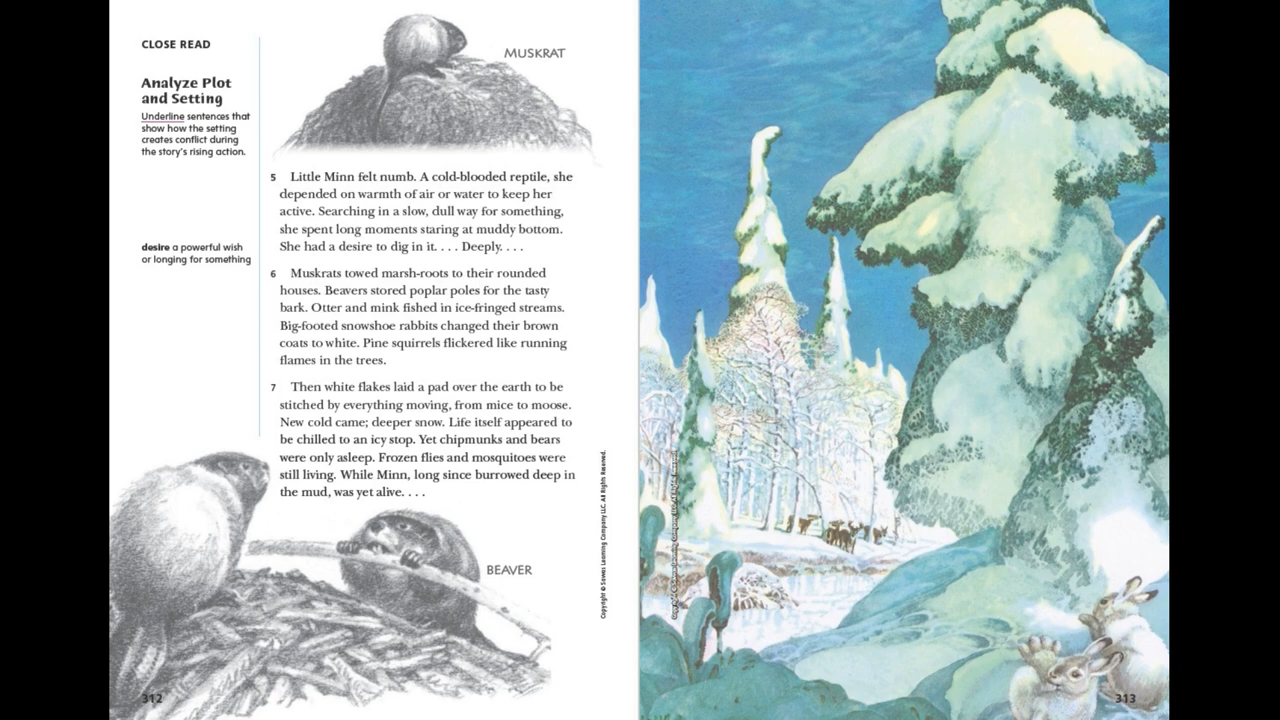 CLOSE READ
Analyze Plot
and Setting
Underline sentences that
show how the setting
creates conflict during
the story's rising action.
desire a powerful wish
or longing for something
MUSKRAT
5 Little Minn felt numb. A cold-blooded reptile, she
depended on warmth of air or water to keep her
active. Searching in a slow, dull way for something,
she spent long moments staring at muddy bottom.
She had a desire to dig in it. . . . Deeply. . . .
6 Muskrats towed marsh-roots to their rounded
houses. Beavers stored poplar poles for the tasty
bark. Otter and mink fished in ice-fringed streams.
Big-footed snowshoe rabbits changed their brown
coats to white. Pine squirrels flickered like running
flames in the trees.
7 Then white flakes laid a pad over the earth to be
stitched by everything moving, from mice to moose.
New cold came; deeper snow. Life itself appeared to
be chilled to an icy stop. Yet chipmunks and bears
were only asleep. Frozen flies and mosquitoes were
still living. While Minn, long since burrowed deep in
the mud, was yet alive. . . .
BEAVER
312
Copyright © Savvas Learning Company LLC. All Rights Reserved.
Copyright © Savvas Learning Company LLC. All Rights Reserved.
313